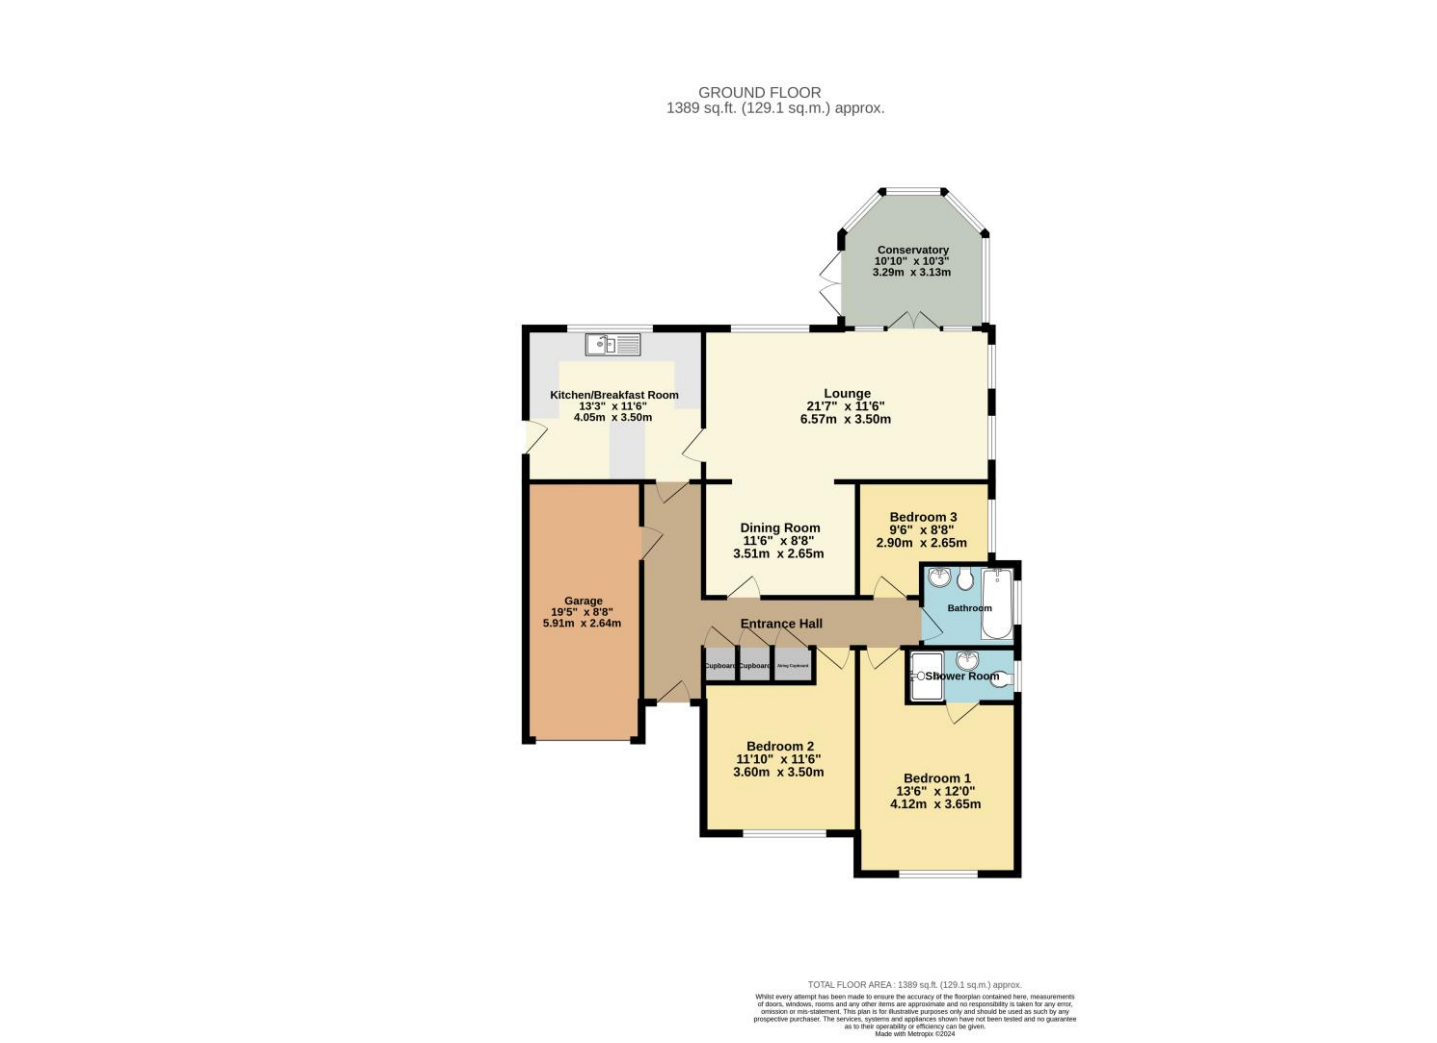 GROUND FLOOR
1389 sq.ft. (129.1 sq.m.) approx.
Conservatory
10'10" x 10'3"
3.29m x 3.13m
Kitchen/Breakfast Room
13'3" x 11'6"
4.05m x 3.50m
Lounge
21'7" x 11'6"
6.57m x 3.50m
Dining Room
11'6" x 8'8"
3.51m x 2.65m
Bedroom 3
9'6" x 8'8"
2.90m x 2.65m
Garage
19'5" x 8'8"
5.91m x 2.64m
Bathroom
Entrance Hall
Cupboard
Cupboard
Airing Cupboard
Shower Room
Bedroom 2
11'10" x 11'6"
3.60m x 3.50m
Bedroom 1
13'6" x 12'0"
4.12m x 3.65m
TOTAL FLOOR AREA : 1389 sq.ft. (129.1 sq.m.) approx.
Whilst every attempt has been made to ensure the accuracy of the floorplan contained here, measurements
of doors, windows, rooms and any other items are approximate and no responsibility is taken for any error,
omission or mis-statement. This plan is for illustrative purposes only and should be used as such by any
prospective purchaser. The services, systems and appliances shown have not been tested and no guarantee
as to their operability or efficiency can be given.
Made with Metropix ©2024